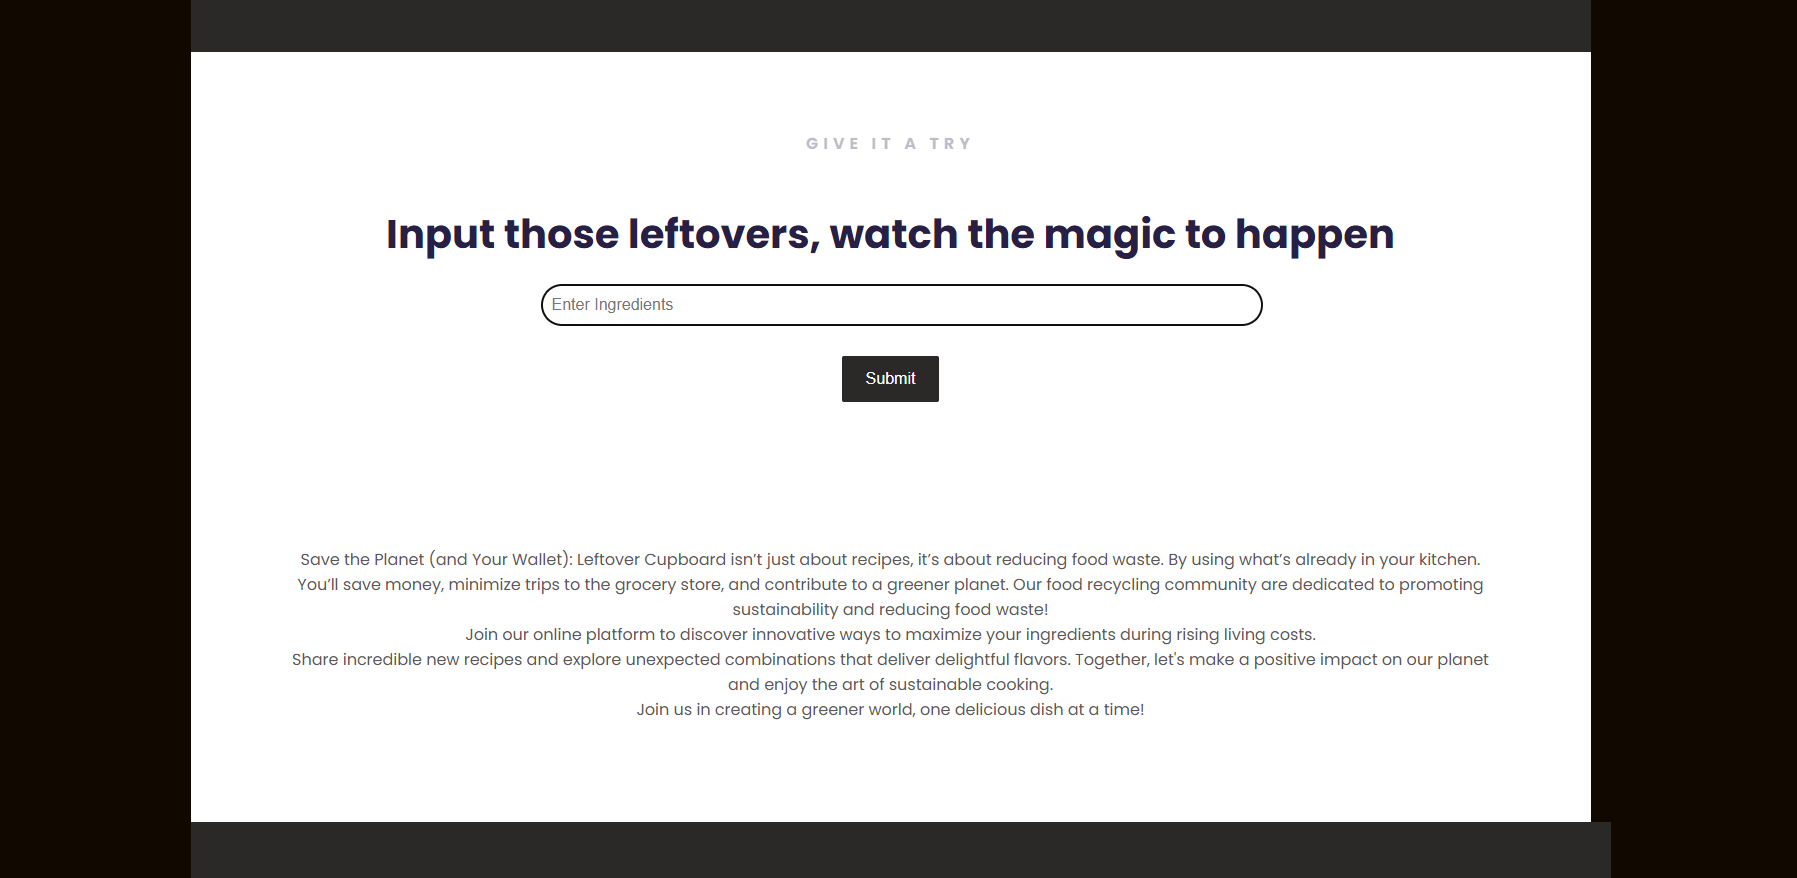 GIVE IT A TRY
Input those leftovers, watch the magic to happen
Enter Ingredients
Submit
Save the Planet (and Your Wallet): Leftover Cupboard isn’t just about recipes, it’s about reducing food waste. By using what’s already in your kitchen.
You’ll save money, minimize trips to the grocery store, and contribute to a greener planet. Our food recycling community are dedicated to promoting
sustainability and reducing food waste!
Join our online platform to discover innovative ways to maximize your ingredients during rising living costs.
Share incredible new recipes and explore unexpected combinations that deliver delightful flavors. Together, let's make a positive impact on our planet
and enjoy the art of sustainable cooking.
Join us in creating a greener world, one delicious dish at a time!